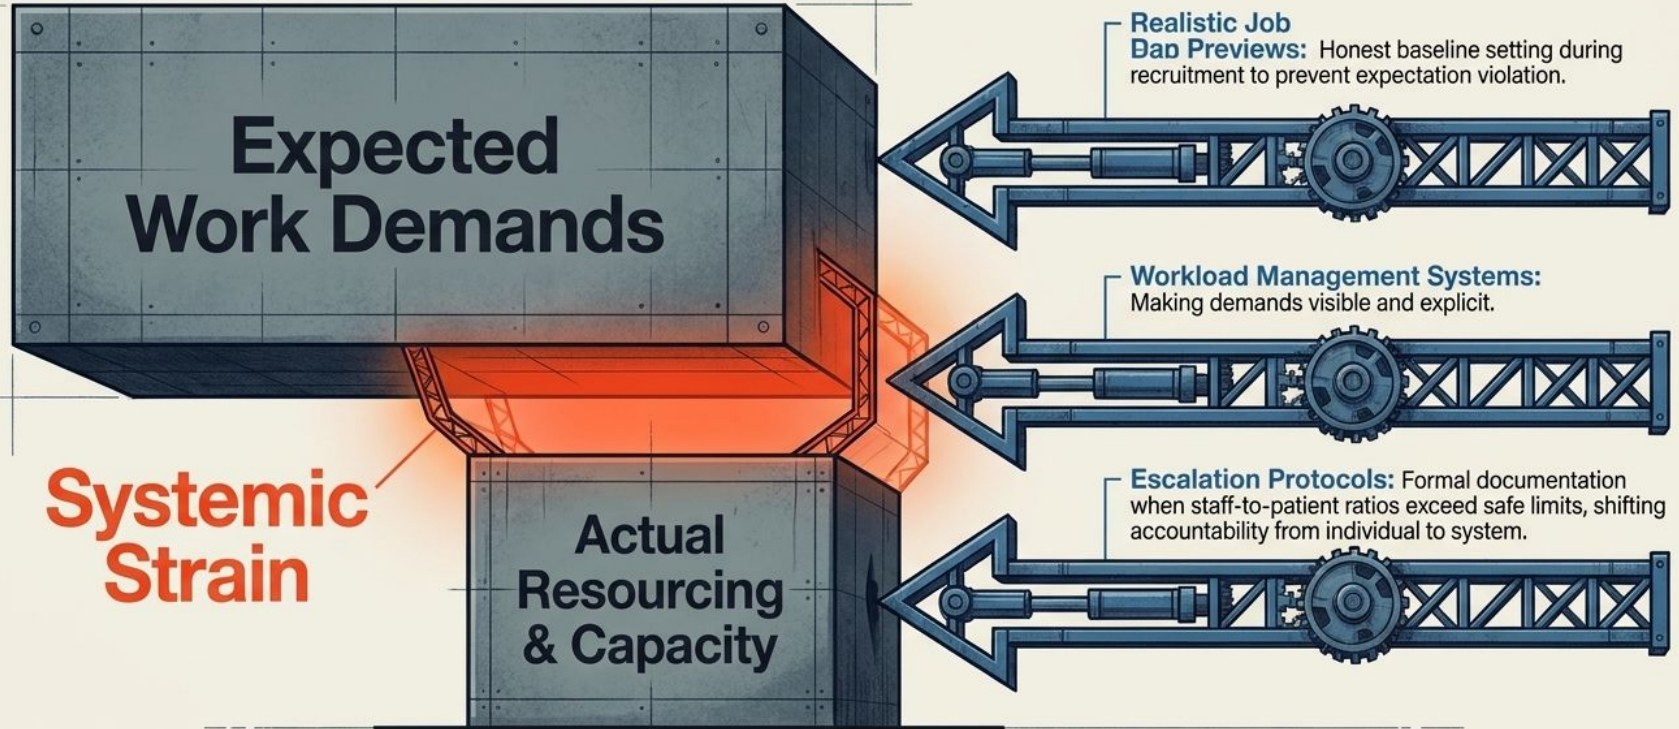 Expected
Work Demands
Systemic
Strain
Actual
Resourcing
& Capacity
Realistic Job
Dap Previews: Honest baseline setting during
recruitment to prevent expectation violation.
Workload Management Systems:
Making demands visible and explicit.
Escalation Protocols: Formal documentation
when staff-to-patient ratios exceed safe limits, shifting
accountability from individual to system.